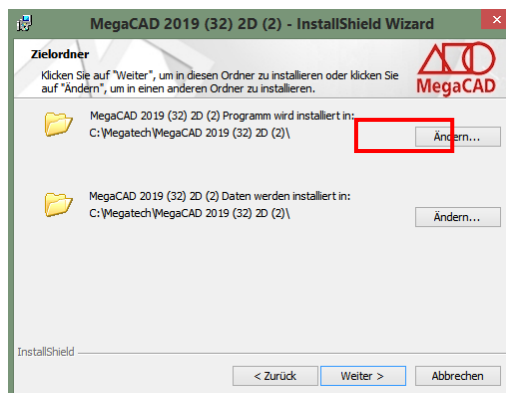 MegaCAD 2019 (32) 2D (2) - InstallShield Wizard
Zielordner
Klicken Sie auf "Weiter", um in diesen Ordner zu installieren oder klicken Sie
auf "Ändern", um in einen anderen Ordner zu installieren.
MegaCAD
MegaCAD 2019 (32) 2D (2) Programm wird installiert in:
C:\Megatech\MegaCAD 2019 (32) 2D (2)\
Ändern...
MegaCAD 2019 (32) 2D (2) Daten werden installiert in:
C:\Megatech\MegaCAD 2019 (32) 2D (2)\
Ändern...
InstallShield
< Zurück
Weiter >
Abbrechen